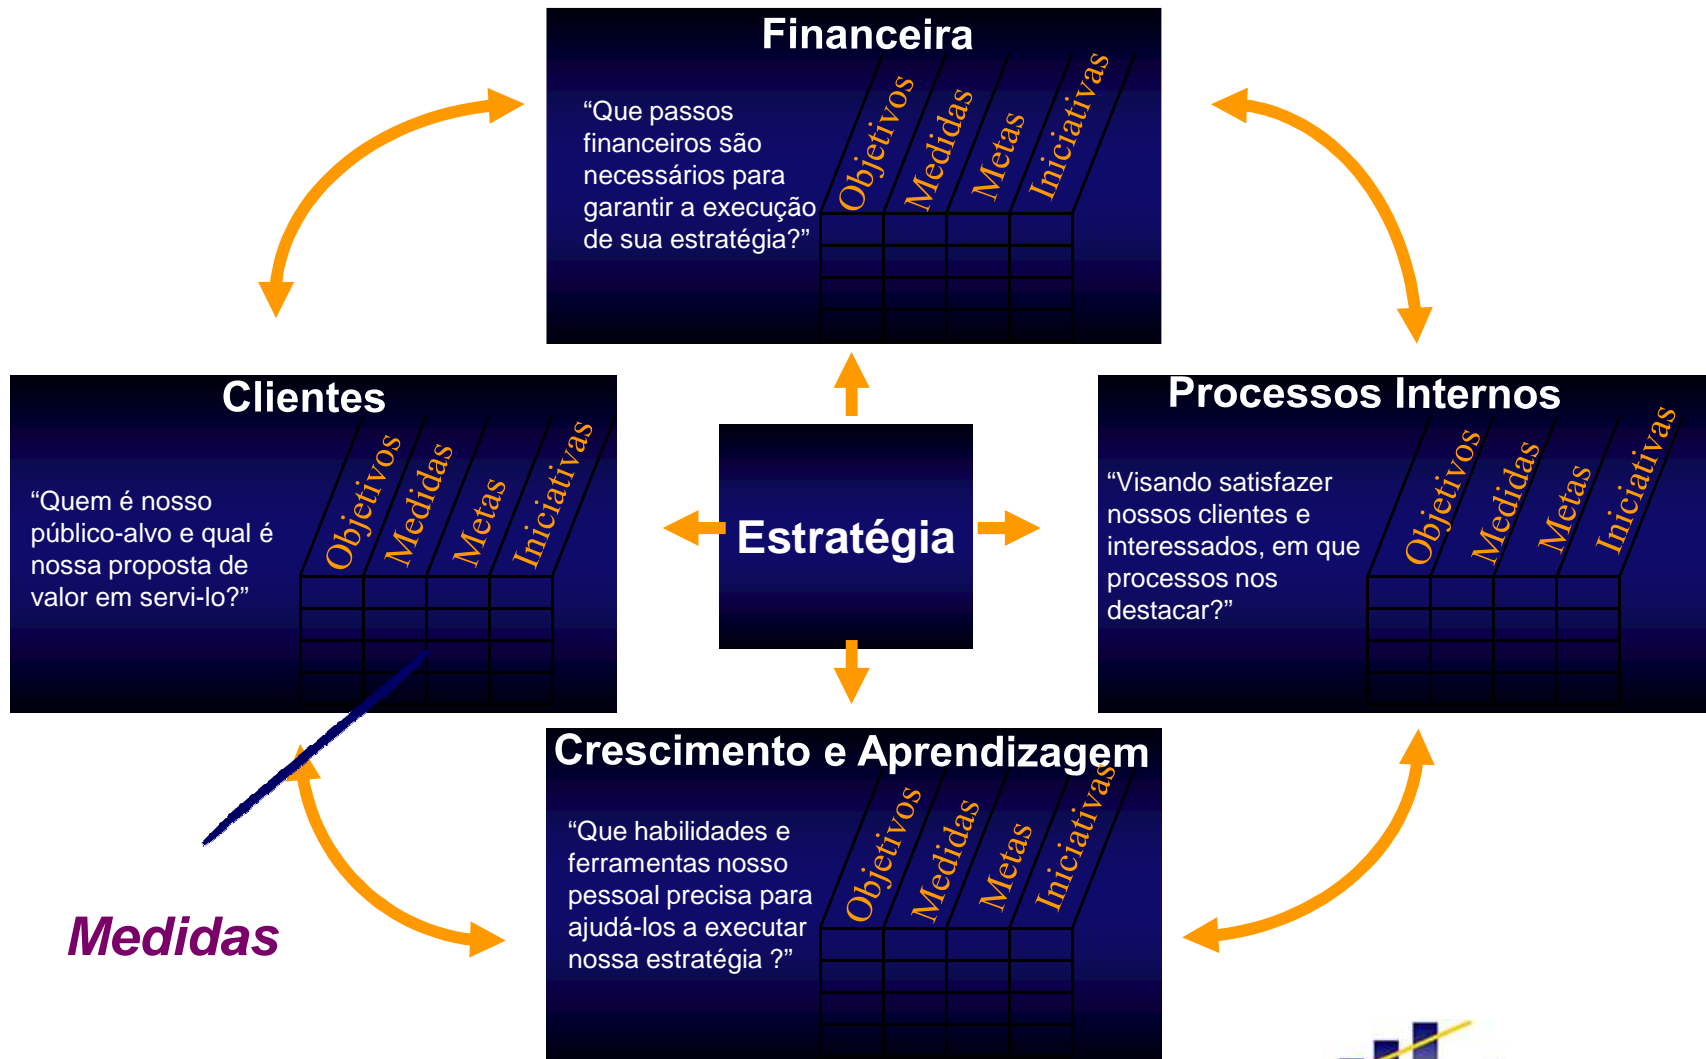 Financeira
“Que passos
financeiros são
necessários para
garantir a execução
de sua estratégia?”
Objetivos
Medidas
Metas
Iniciativas
Clientes
“Quem é nosso
público-alvo e qual é
nossa proposta de
valor em servi-lo?”
Objetivos
Medidas
Metas
Iniciativas
Estratégia
Processos Internos
“Visando satisfazer
nossos clientes e
interessados, em que
processos nos
destacar?”
Objetivos
Medidas
Metas
Iniciativas
Crescimento e Aprendizagem
“Que habilidades e
ferramentas nosso
pessoal precisa para
ajudá-los a executar
nossa estratégia ?”
Objetivos
Medidas
Metas
Iniciativas
Medidas